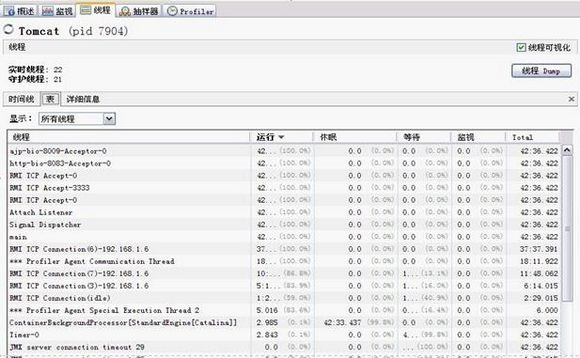 概述 监视 线程 抽样器 Profiler
Tomcat (pid 7904)
线程 线程可视化
实时线程: 22
守护线程: 21
线程 Dump
时间线 表 详细信息
显示: 所有线程
线程 运行 休眠 等待 监视 Total
ajp-bio-8009-Acceptor-0 42... (100.0%) 0.0 (0.0%) 0.0 (0.0%) 0.0 (0.0%) 42:36.422
http-bio-8083-Acceptor-0 42... (100.0%) 0.0 (0.0%) 0.0 (0.0%) 0.0 (0.0%) 42:36.422
RMI TCP Accept-0 42... (100.0%) 0.0 (0.0%) 0.0 (0.0%) 0.0 (0.0%) 42:36.422
RMI TCP Accept-3333 42... (100.0%) 0.0 (0.0%) 0.0 (0.0%) 0.0 (0.0%) 42:36.422
RMI TCP Accept-0 42... (100.0%) 0.0 (0.0%) 0.0 (0.0%) 0.0 (0.0%) 42:36.422
Attach Listener 42... (100.0%) 0.0 (0.0%) 0.0 (0.0%) 0.0 (0.0%) 42:36.422
Signal Dispatcher 42... (100.0%) 0.0 (0.0%) 0.0 (0.0%) 0.0 (0.0%) 42:36.422
main 42... (100.0%) 0.0 (0.0%) 0.0 (0.0%) 0.0 (0.0%) 42:36.422
RMI TCP Connection(6)-192.168.1.6 37... (100.0%) 0.0 (0.0%) 0.0 (0.0%) 0.0 (0.0%) 37:37.391
*** Profiler Agent Communication Thread 18... (100.0%) 0.0 (0.0%) 0.0 (0.0%) 0.0 (0.0%) 18:11.922
RMI TCP Connection(7)-192.168.1.6 10:... (86.8%) 0.0 (0.0%) 1... (13.1%) 0.0 (0.0%) 11:48.062
RMI TCP Connection(3)-192.168.1.6 5:1... (83.9%) 0.0 (0.0%) 1... (16.0%) 0.0 (0.0%) 6:14.015
RMI TCP Connection(idle) 1:2... (59.0%) 0.0 (0.0%) 1... (40.9%) 0.0 (0.0%) 2:29.015
*** Profiler Agent Special Execution Thread 2 5.016 (83.6%) 0.0 (0.0%) 0... (16.4%) 0.0 (0.0%) 6.000
ContainerBackgroundProcessor[StandardEngine[Catalina]] 2.985 (0.1%) 42:33.437 (99.8%) 0.0 (0.0%) 0.0 (0.0%) 42:36.422
Timer-0 2.843 (0.1%) 0.0 (0.0%) 4... (99.8%) 0.0 (0.0%) 42:36.422
JMX server connection timeout 29 0.0 (0.0%) 0.0 (0.0%) ... (100.0%) 0.0 (0.0%) 42:36.422